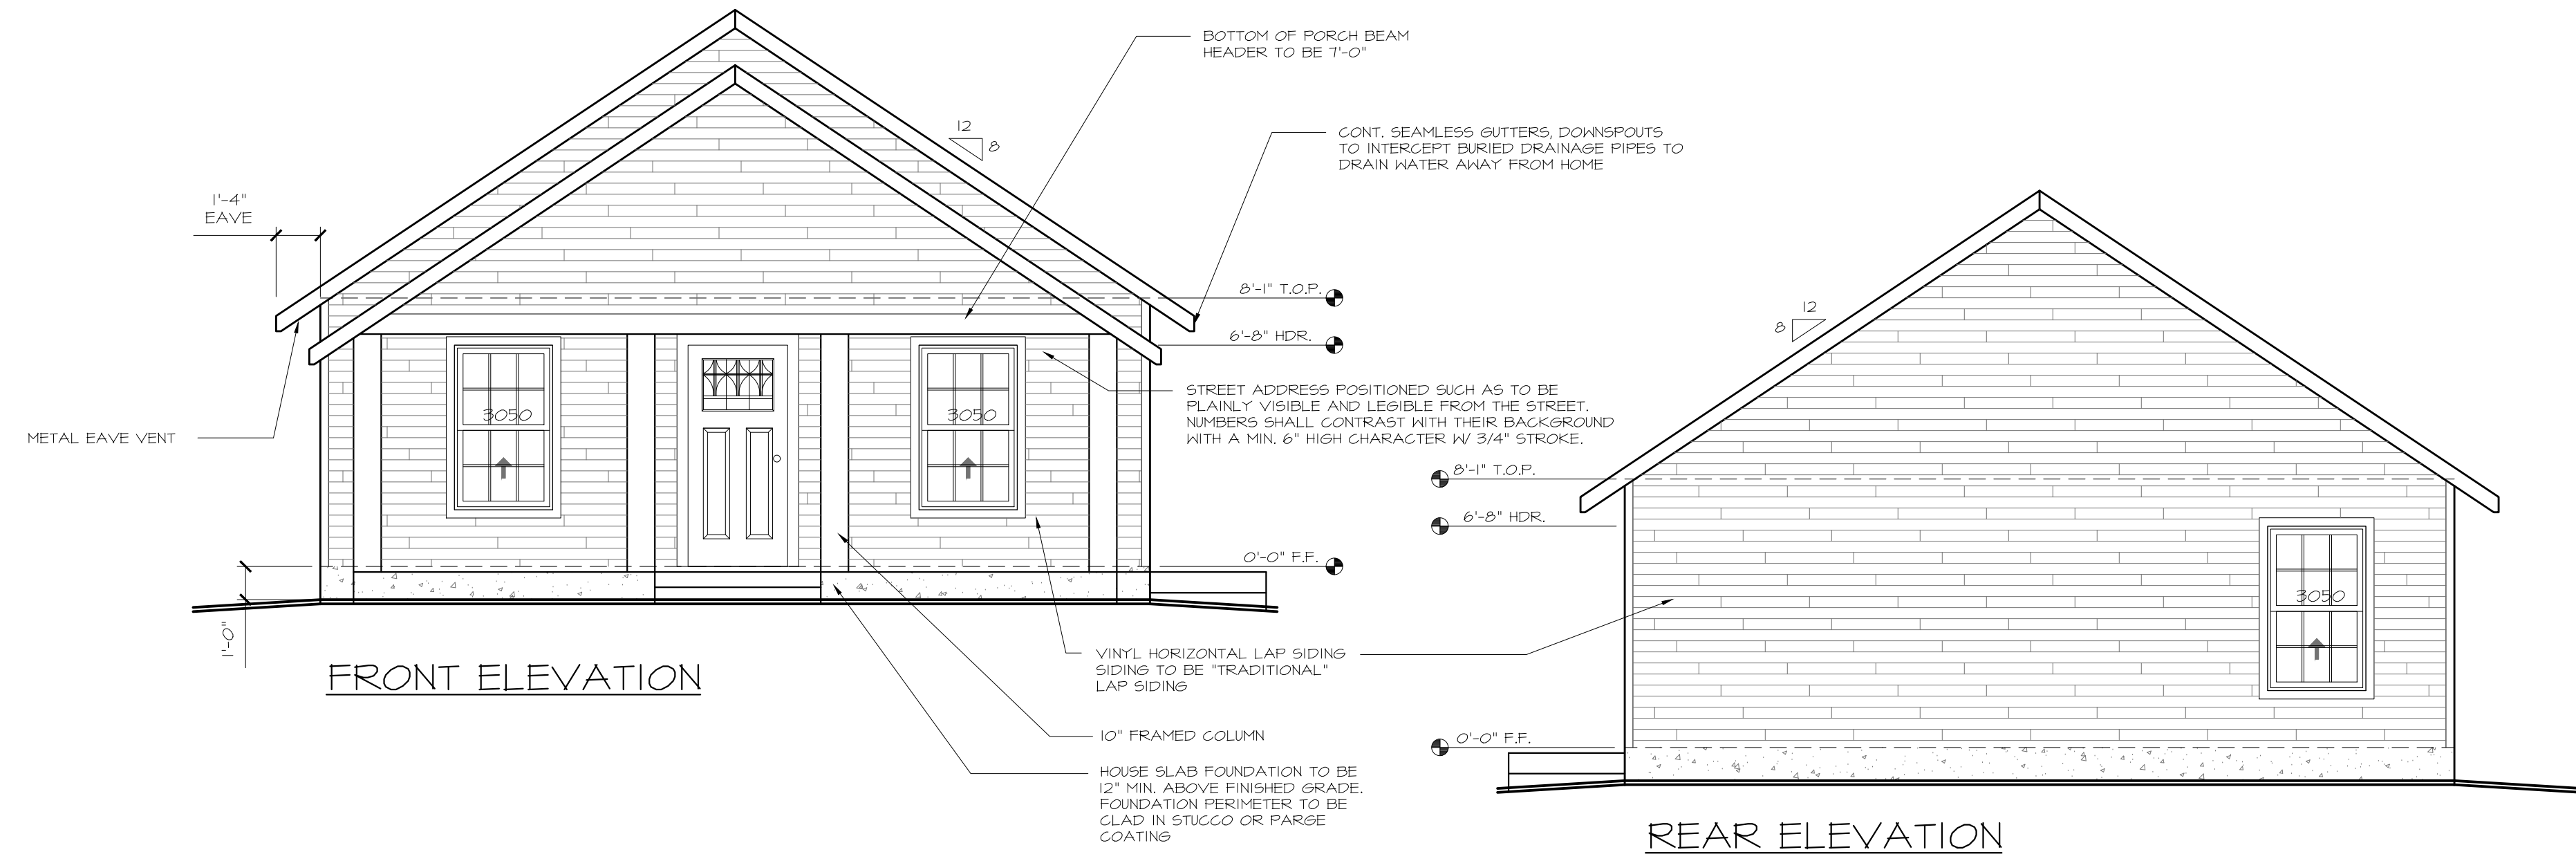 BOTTOM OF PORCH BEAM
HEADER TO BE 7'-0"
12
8
CONT. SEAMLESS GUTTERS, DOWNSPOUTS
TO INTERCEPT BURIED DRAINAGE PIPES TO
DRAIN WATER AWAY FROM HOME
1'-4"
EAVE
8'-1" T.O.P.
6'-8" HDR.
STREET ADDRESS POSITIONED SUCH AS TO BE
PLAINLY VISIBLE AND LEGIBLE FROM THE STREET.
NUMBERS SHALL CONTRAST WITH THEIR BACKGROUND
WITH A MIN. 6" HIGH CHARACTER W/ 3/4" STROKE.
3050
3050
METAL EAVE VENT
0'-0" F.F.
1'-0"
FRONT ELEVATION
VINYL HORIZONTAL LAP SIDING
SIDING TO BE "TRADITIONAL"
LAP SIDING
10" FRAMED COLUMN
HOUSE SLAB FOUNDATION TO BE
12" MIN. ABOVE FINISHED GRADE.
FOUNDATION PERIMETER TO BE
CLAD IN STUCCO OR PARGE
COATING
12
8
8'-1" T.O.P.
6'-8" HDR.
3050
0'-0" F.F.
REAR ELEVATION